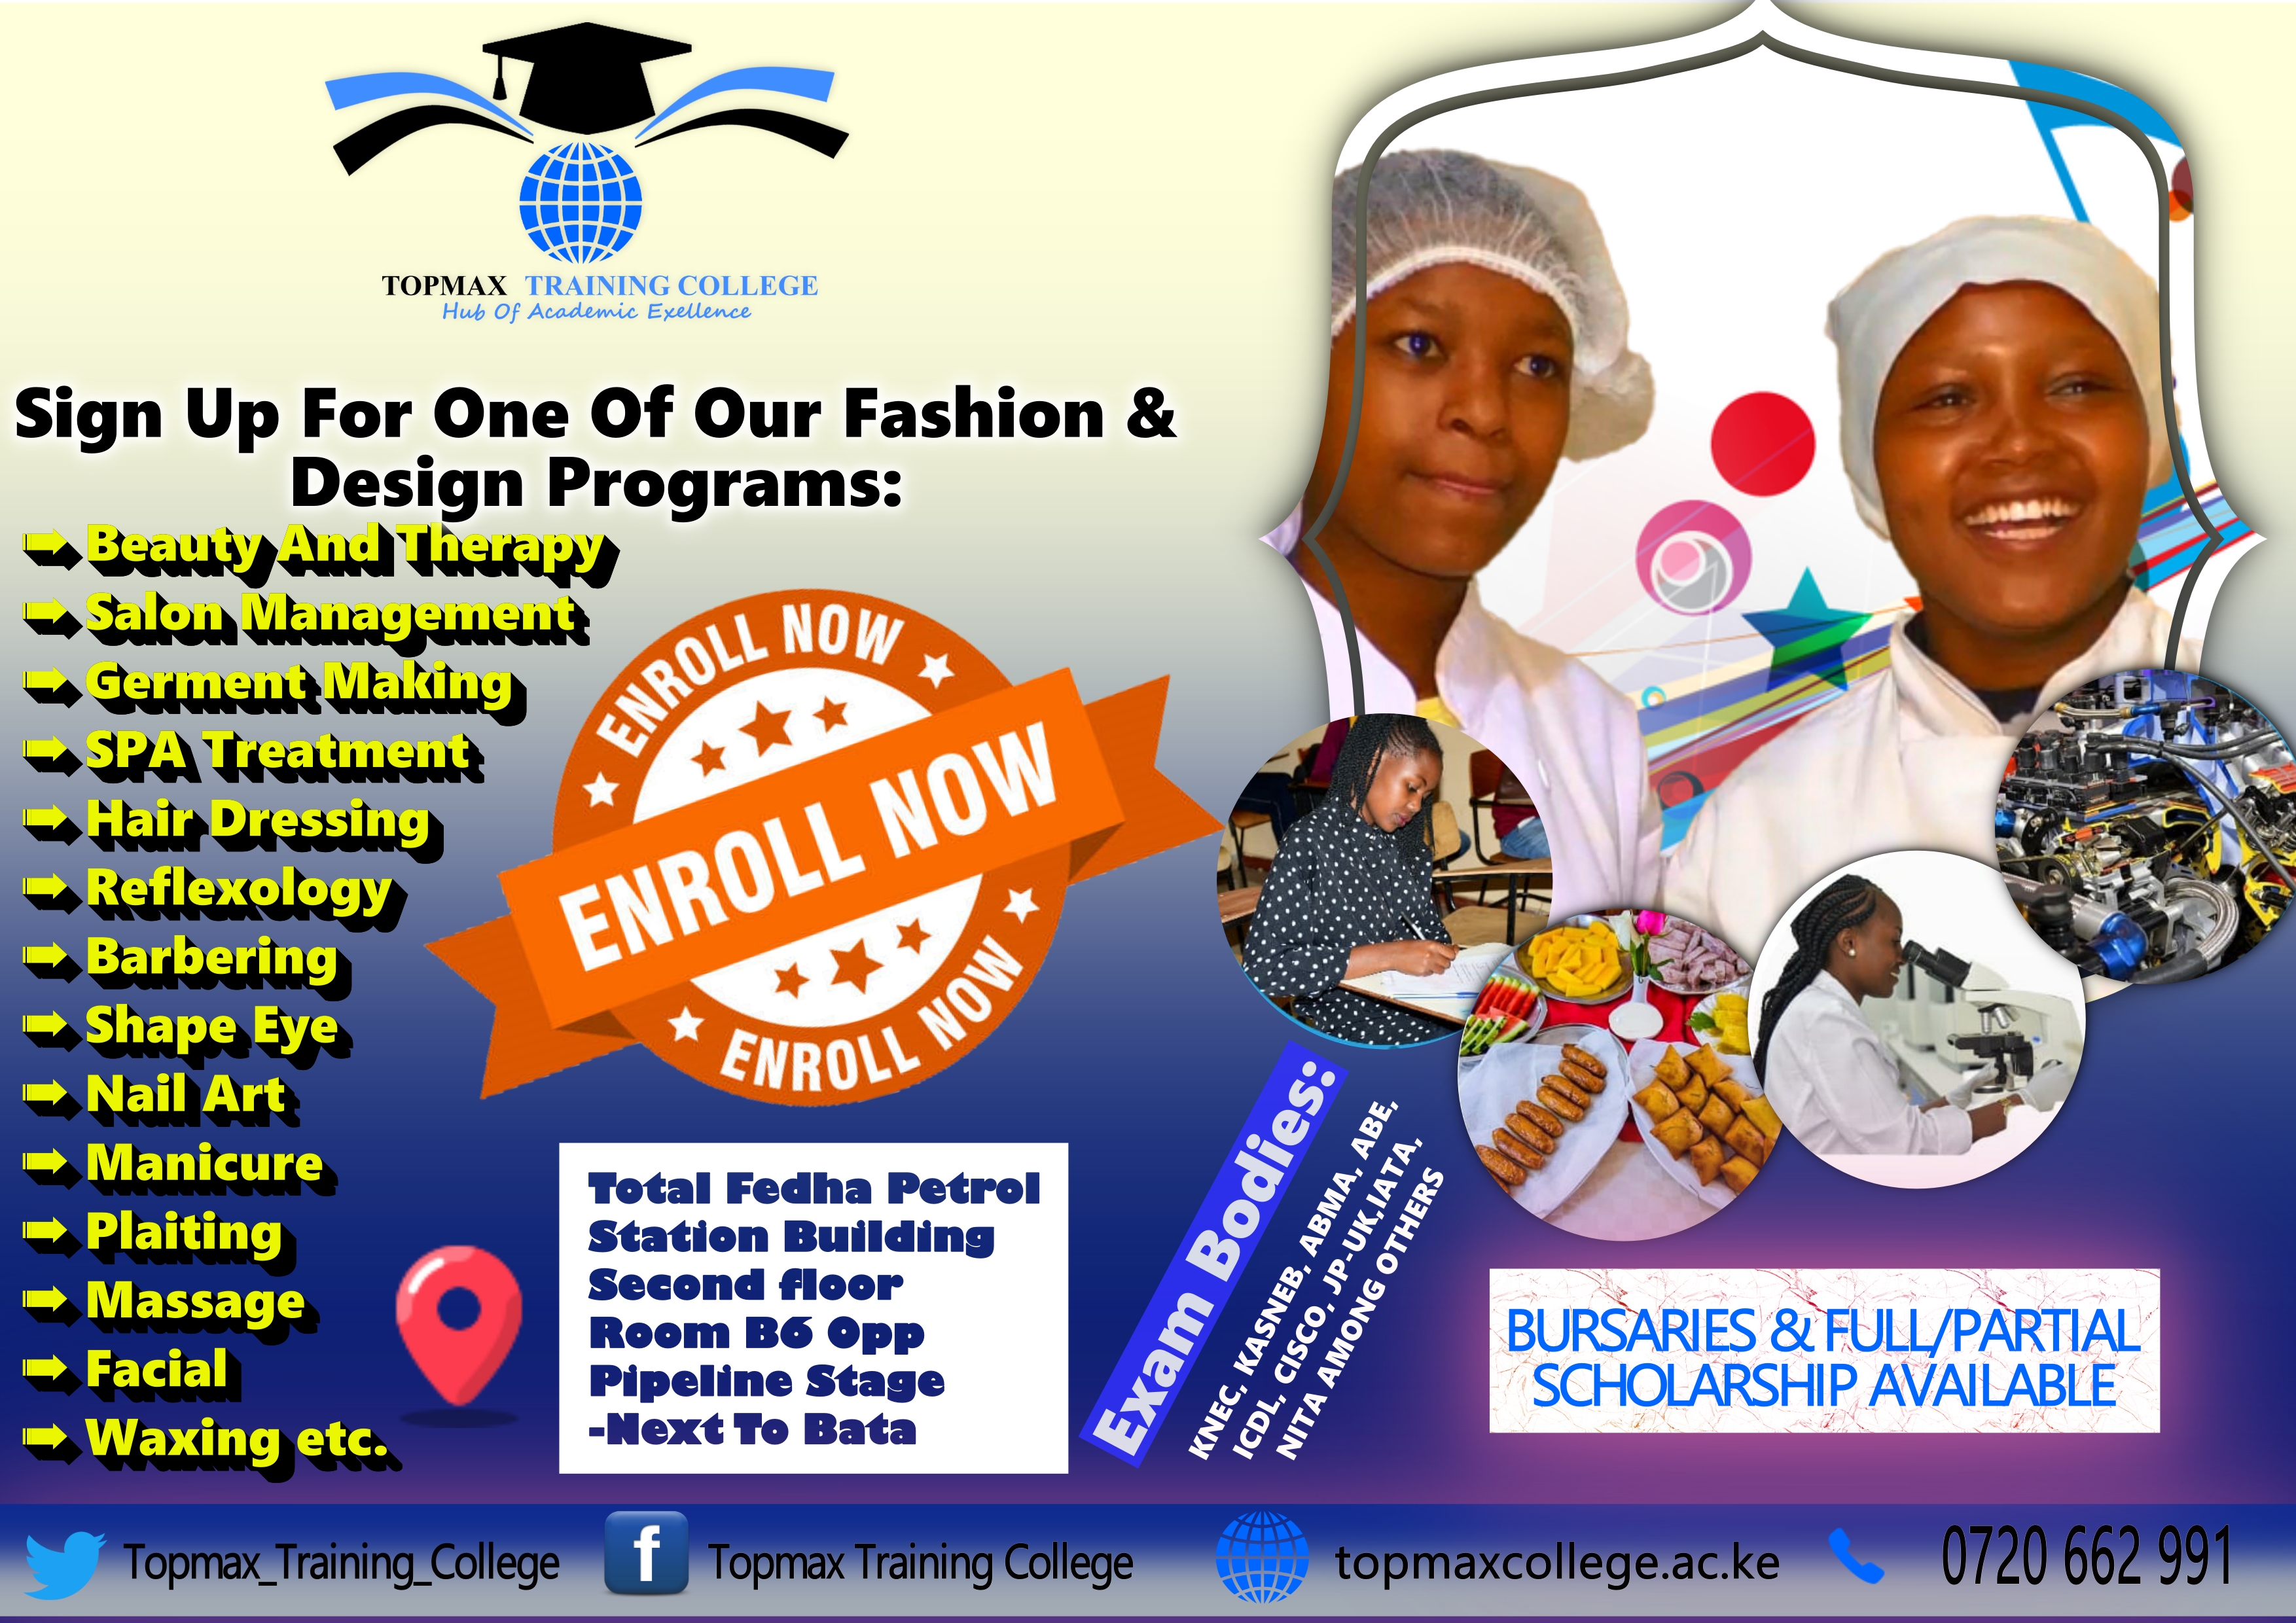 TOPMAX TRAINING COLLEGE
Hub Of Academic Exellence
Sign Up For One Of Our Fashion &
Design Programs:
Beauty And Therapy
Salon Management
Germent Making
SPA Treatment
Hair Dressing
Reflexology
Barbering
Shape Eye
Nail Art
Manicure
Plaiting
Massage
Facial
Waxing etc.
ENROLL NOW
ENROLL NOW
ENROLL NOW
Total Fedha Petrol
Station Building
Second floor
Room B6 Opp
Pipeline Stage
-Next To Bata
Exam Bodies:
KNEC, KASNEB, ABMA, ABE,
ICDL, CISCO, JP-UK,IATA,
NITA AMONG OTHERS
BURSARIES & FULL/PARTIAL
SCHOLARSHIP AVAILABLE
Topmax_Training_College
f
Topmax Training College
topmaxcollege.ac.ke
0720 662 991